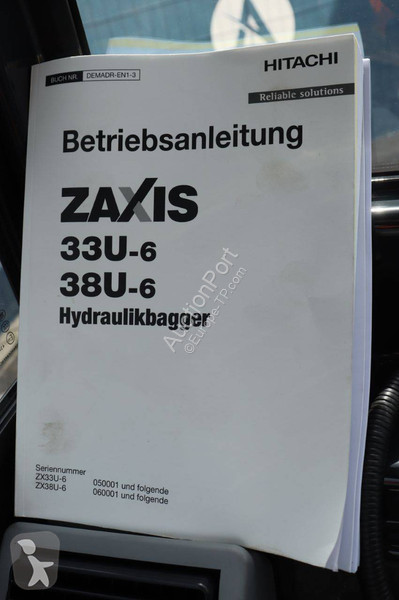 BUCH NR. DEMADR-EN1-3
HITACHI
Reliable solutions
Betriebsanleitung
ZAXIS
33U-6
38U-6
Hydraulikbagger
AuctionPort
©Europe-TP.com
Seriennummer
ZX33U-6 050001 und folgende
ZX38U-6 060001 und folgende